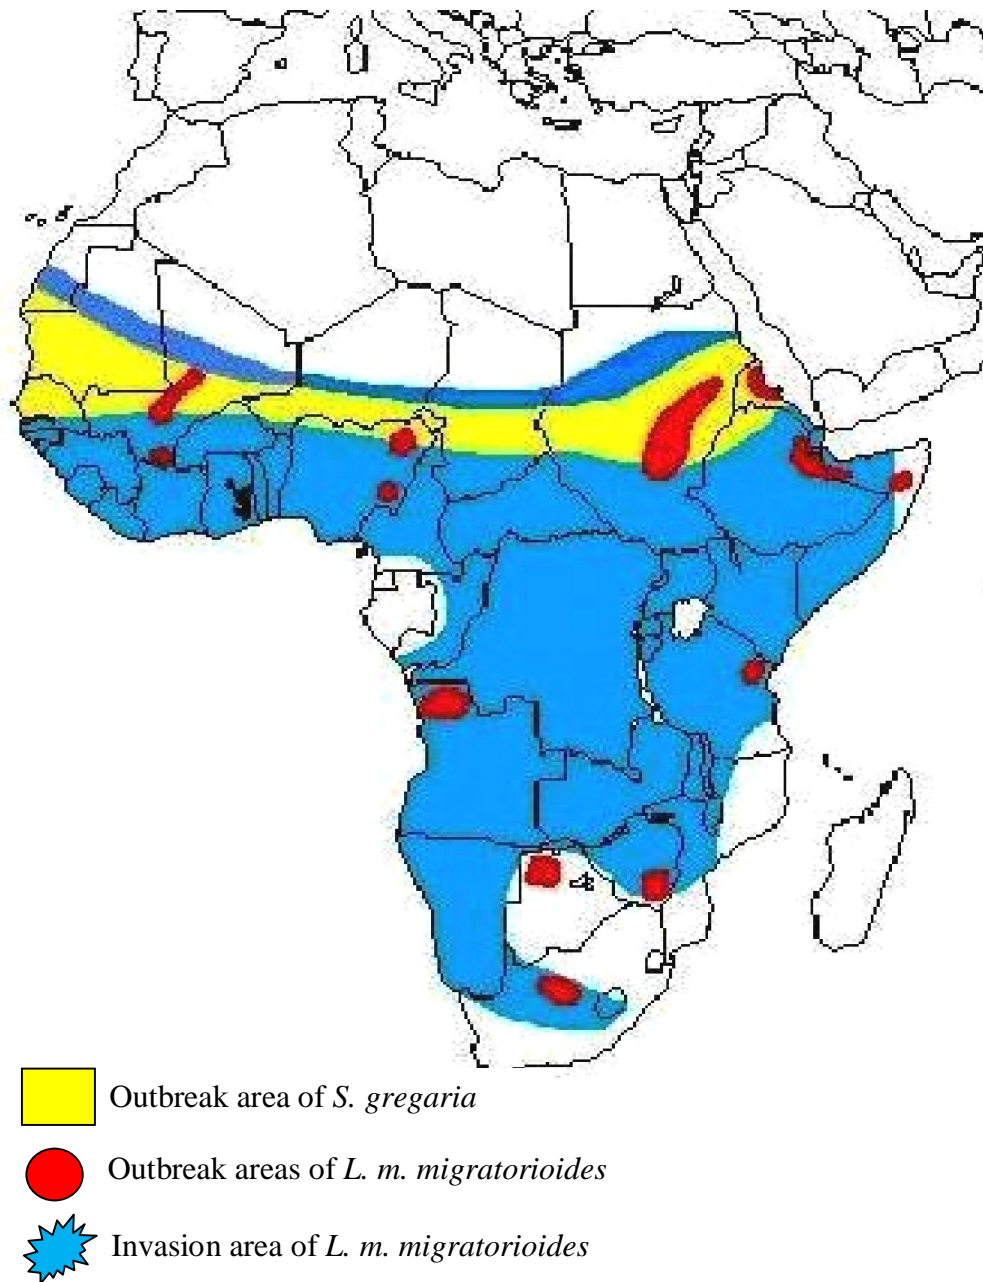 Outbreak area of S. gregaria
Outbreak areas of L. m. migratorioides
Invasion area of L. m. migratorioides